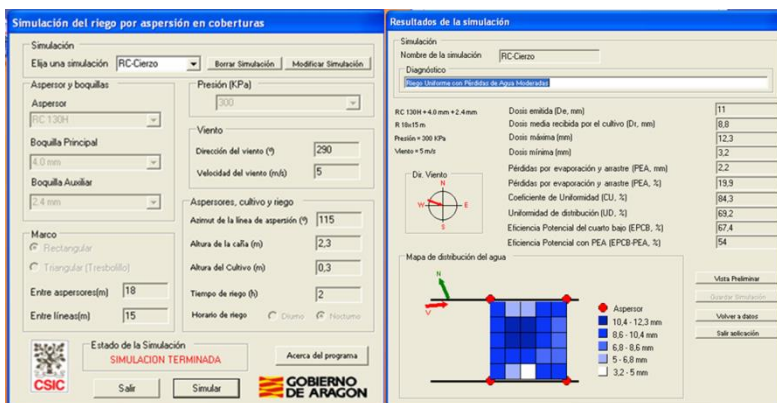 Simulación del riego por aspersión en coberturas
Simulación
Elija una simulación RC-Cierzo Borrar Simulación Modificar Simulación
Aspersor y boquillas
Aspersor
RC 130H
Boquilla Principal
4.0 mm
Boquilla Auxiliar
2.4 mm
Marco
Rectangular
Triangular (Tresbolillo)
Entre aspersores(m) 18
Entre líneas(m) 15
Presión (KPa)
300
Viento
Dirección del viento (º) 290
Velocidad del viento (m/s) 5
Aspersores, cultivo y riego
Azimut de la línea de aspersión (º) 115
Altura de la caña (m) 2,3
Altura del Cultivo (m) 0,3
Tiempo de riego (h) 2
Horario de riego Diurno Nocturno
Estado de la Simulación
SIMULACION TERMINADA
Acerca del programa
CSIC
Salir Simular
GOBIERNO
DE ARAGON
Resultados de la simulación
Simulación
Nombre de la simulación RC-Cierzo
Diagnóstico
Riego Uniforme con Pérdidas de Agua Moderadas
RC 130H + 4.0 mm + 2.4mm
R 18x15 m
Presión = 300 KPa
Viento = 5 m/s
Dir. Viento
N
W E
S
Dosis emitida (De, mm) 11
Dosis media recibida por el cultivo (Dr, mm) 8,8
Dosis máxima (mm) 12,3
Dosis mínima (mm) 3,2
Pérdidas por evaporación y arrastre (PEA, mm) 2,2
Pérdidas por evaporación y arrastre (PEA, %) 19,9
Coeficiente de Uniformidad (CU, %) 84,3
Uniformidad de distribución (UD, %) 69,2
Eficiencia Potencial del cuarto bajo (EPCB, %) 67,4
Eficiencia Potencial con PEA (EPCB-PEA, %) 54
Mapa de distribución del agua
N
V
Aspersor
10,4 - 12,3 mm
8,6 - 10,4 mm
6,8 - 8,6 mm
5 - 6,8 mm
3,2 - 5 mm
Vista Preliminar
Guardar Simulación
Volver a datos
Salir aplicación